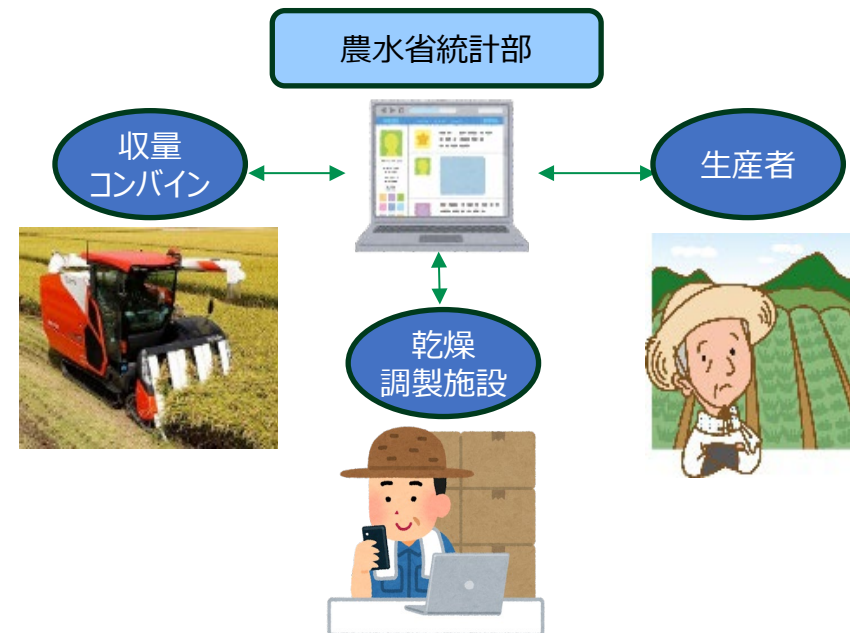 農水省統計部
収量
コンバイン
生産者
乾燥
調製施設